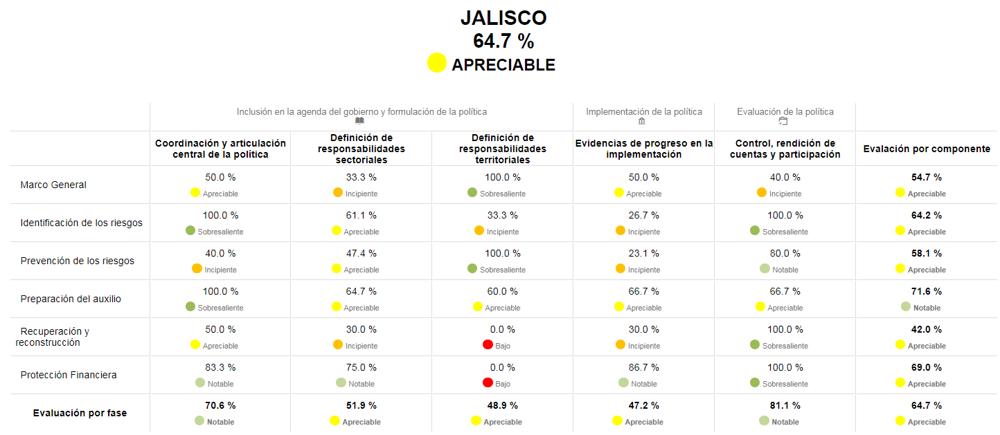 JALISCO
64.7 %
APRECIABLE
Inclusión en la agenda del gobierno y formulación de la política
Implementación de la política
Evaluación de la política
Coordinación y articulación
central de la política
Definición de
responsabilidades
sectoriales
Definición de
responsabilidades
territoriales
Evidencias de progreso en la
implementación
Control, rendición de
cuentas y participación
Evalación por componente
Marco General
50.0 %
Apreciable
33.3 %
Incipiente
100.0 %
Sobresaliente
50.0 %
Apreciable
40.0 %
Incipiente
54.7 %
Apreciable
Identificación de los riesgos
100.0 %
Sobresaliente
61.1 %
Apreciable
33.3 %
Incipiente
26.7 %
Incipiente
100.0 %
Sobresaliente
64.2 %
Apreciable
Prevención de los riesgos
40.0 %
Incipiente
47.4 %
Apreciable
100.0 %
Sobresaliente
23.1 %
Incipiente
80.0 %
Notable
58.1 %
Apreciable
Preparación del auxilio
100.0 %
Sobresaliente
64.7 %
Apreciable
60.0 %
Apreciable
66.7 %
Apreciable
66.7 %
Apreciable
71.6 %
Notable
Recuperación y
reconstrucción
50.0 %
Apreciable
30.0 %
Incipiente
0.0 %
Bajo
30.0 %
Incipiente
100.0 %
Sobresaliente
42.0 %
Apreciable
Protección Financiera
83.3 %
Notable
75.0 %
Notable
0.0 %
Bajo
86.7 %
Notable
100.0 %
Sobresaliente
69.0 %
Apreciable
Evaluación por fase
70.6 %
Notable
51.9 %
Apreciable
48.9 %
Apreciable
47.2 %
Apreciable
81.1 %
Notable
64.7 %
Apreciable